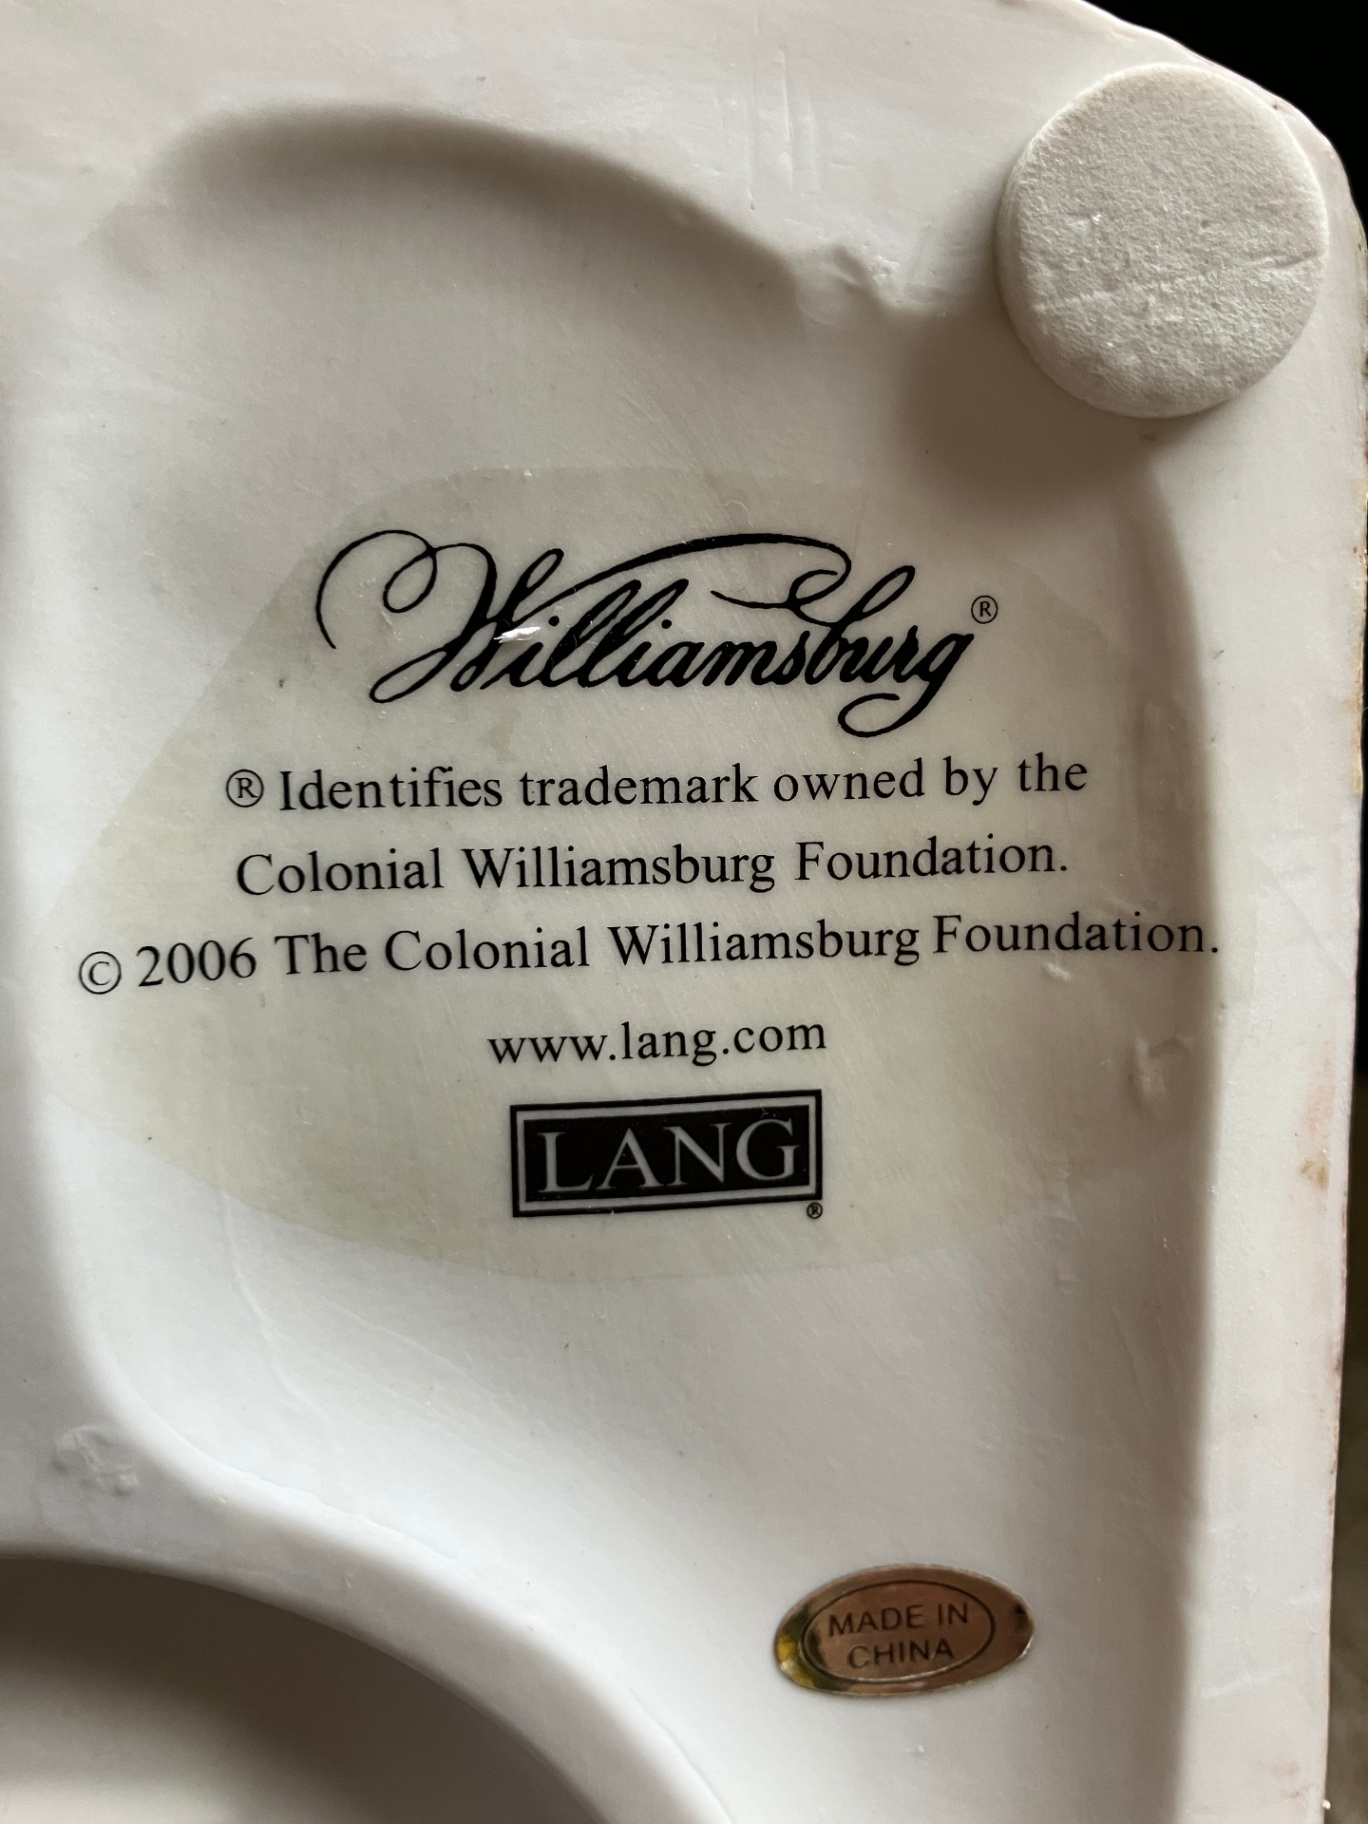 Williamsburg®
® Identifies trademark owned by the
Colonial Williamsburg Foundation.
© 2006 The Colonial Williamsburg Foundation.
www.lang.com
LANG®
MADE IN
CHINA